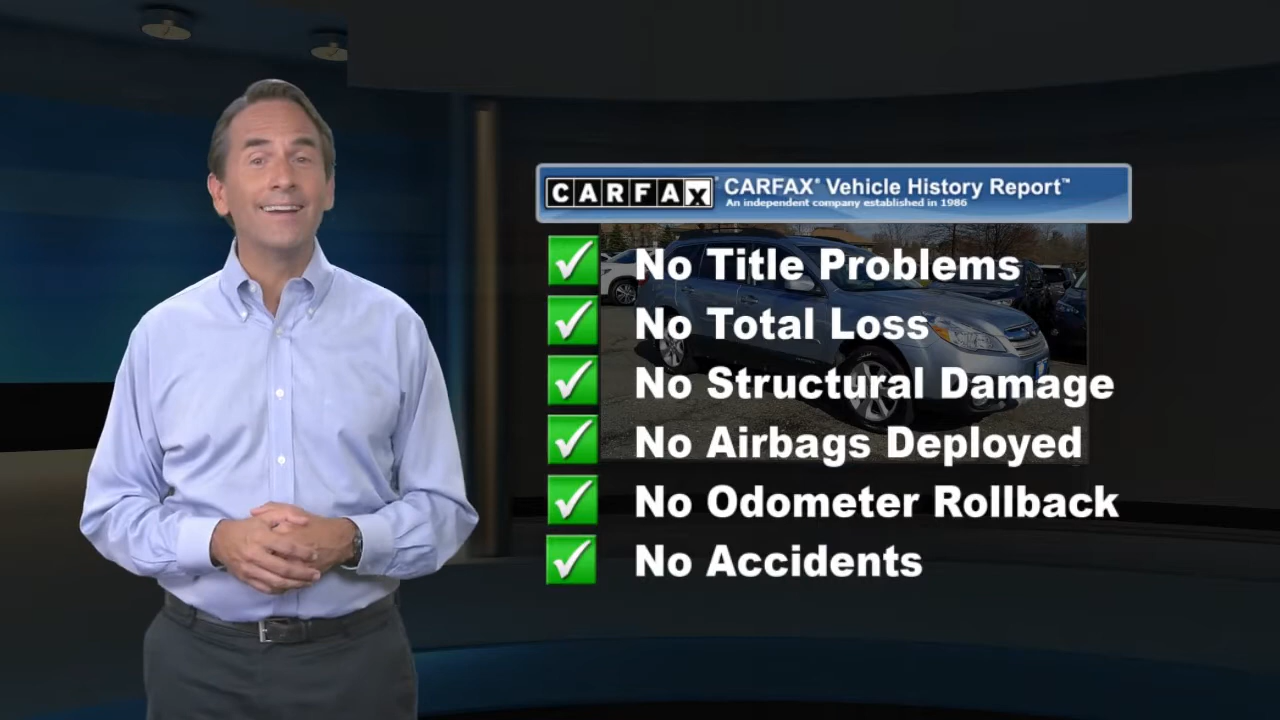 CARFAX® CARFAX® Vehicle History Report™
An independent company established in 1986
No Title Problems
No Total Loss
No Structural Damage
No Airbags Deployed
No Odometer Rollback
No Accidents